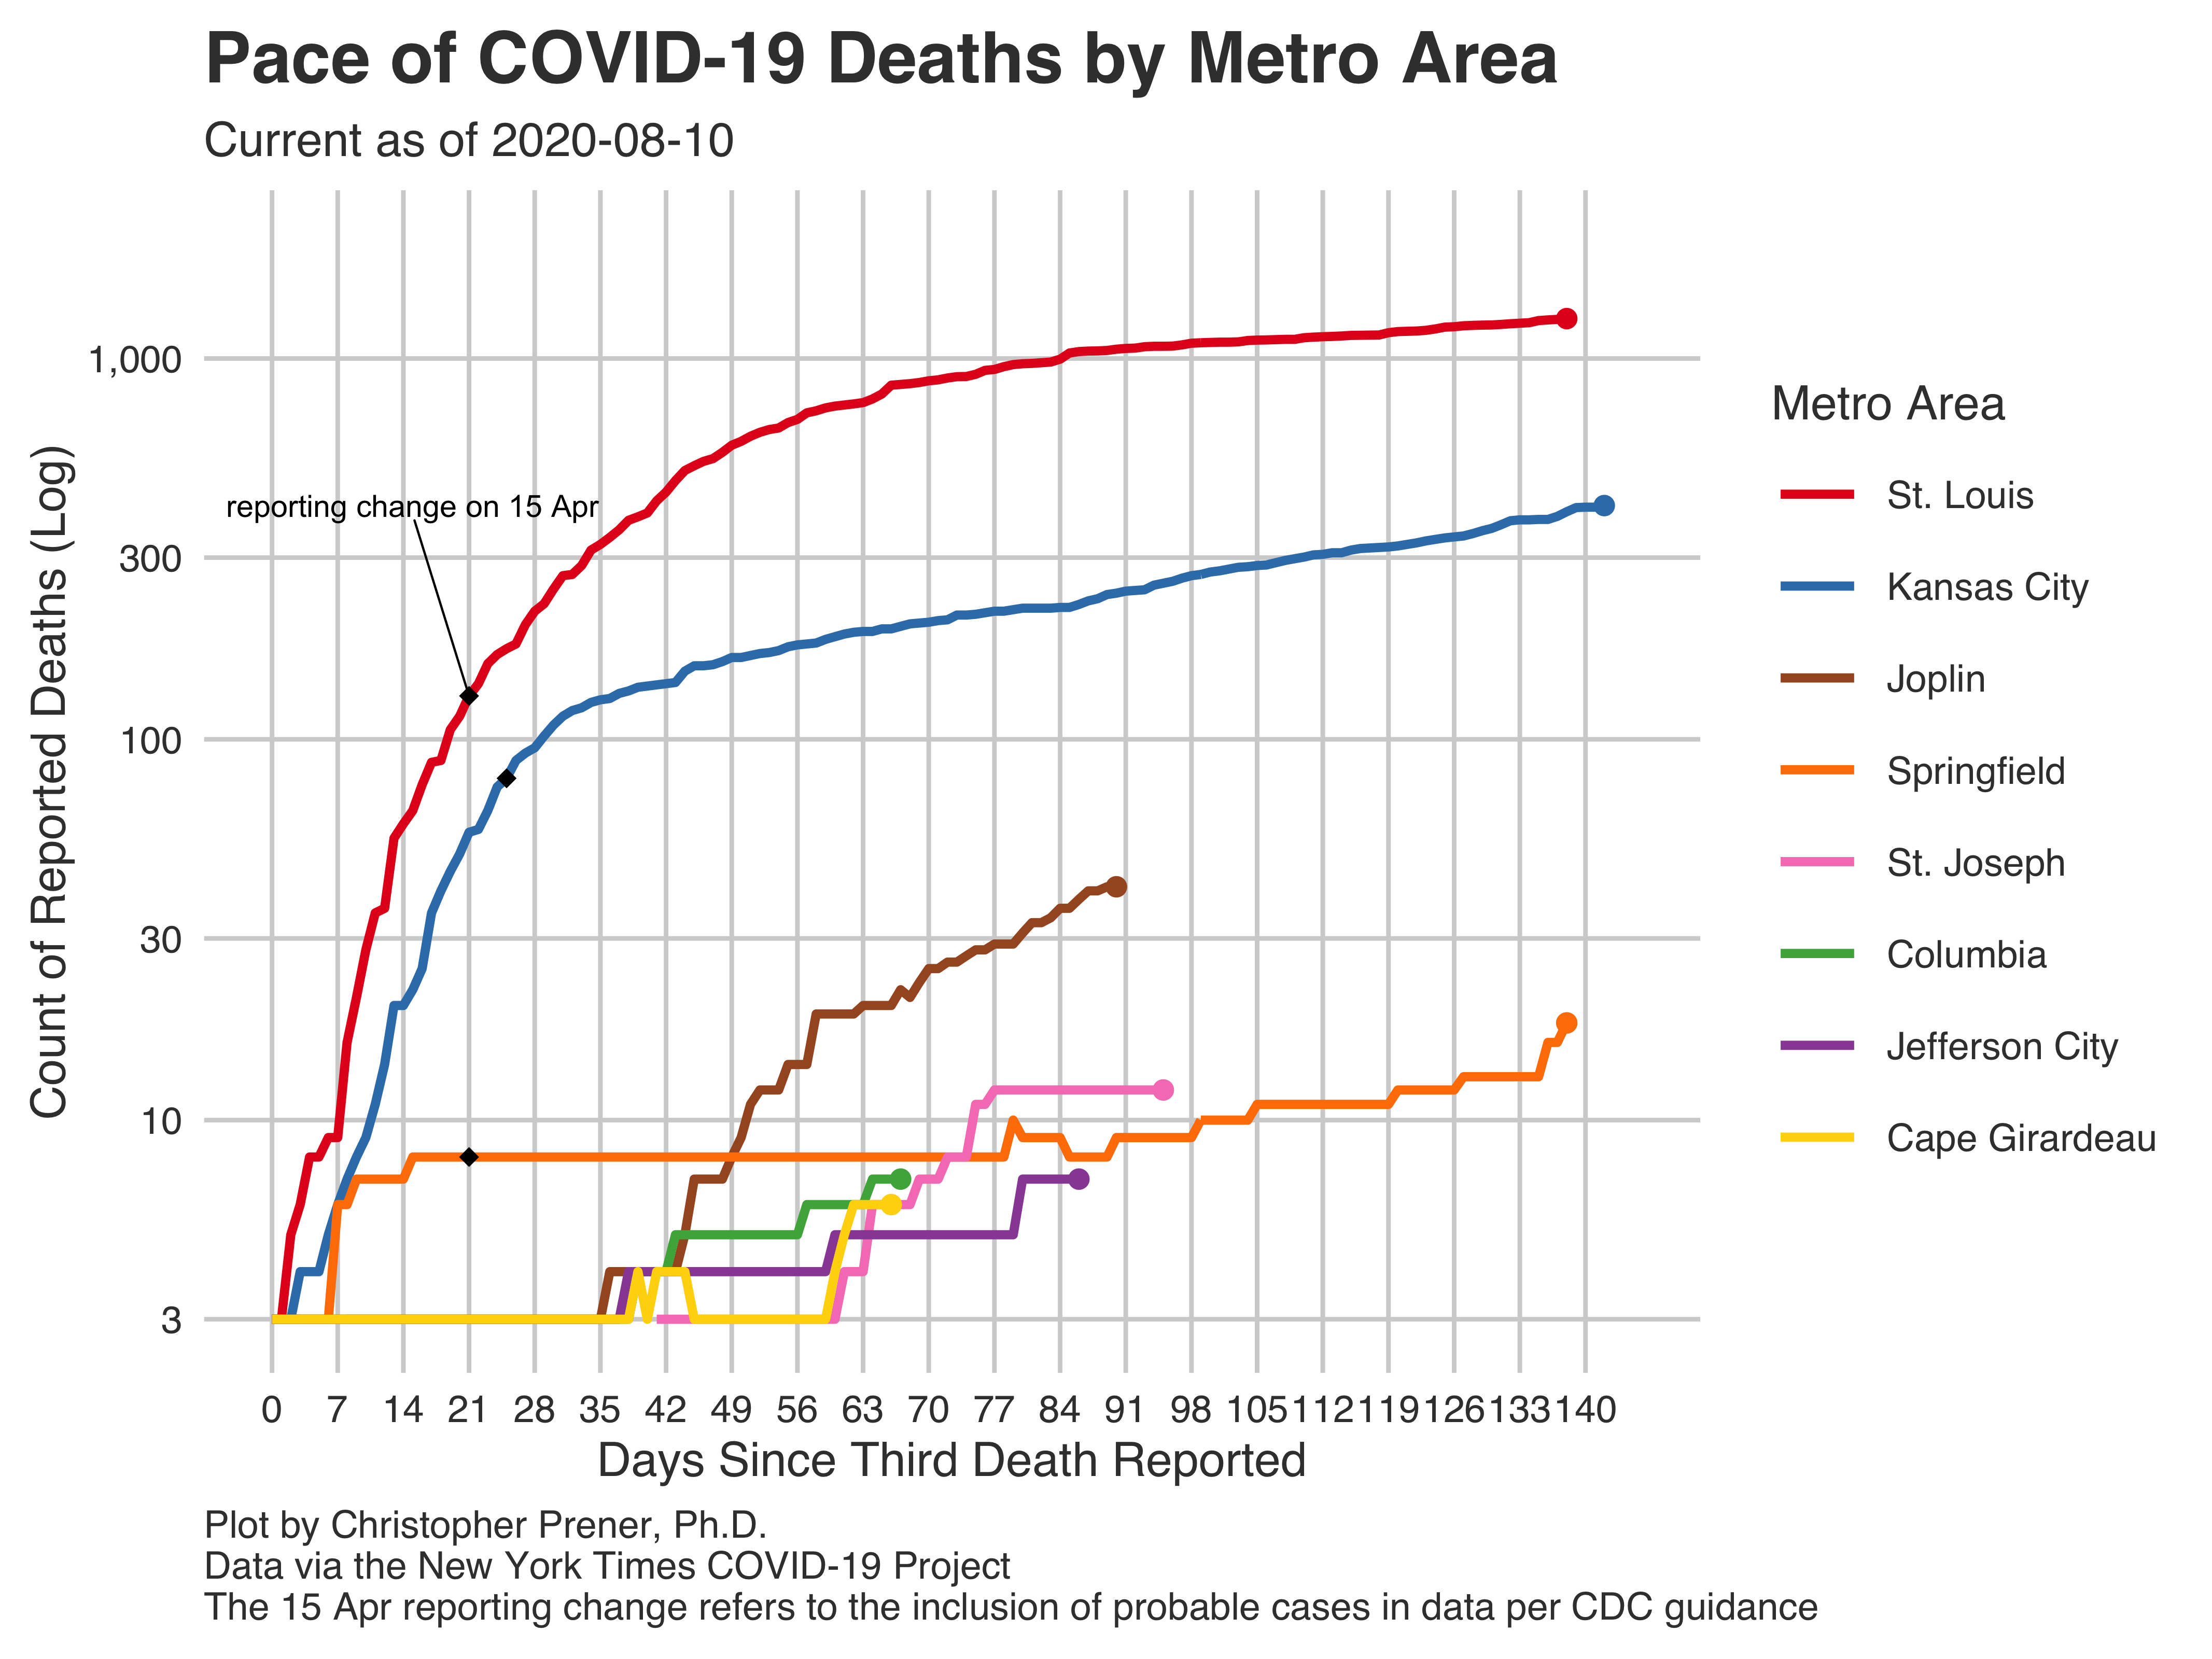 Pace of COVID-19 Deaths by Metro Area
Current as of 2020-08-10
Count of Reported Deaths (Log)
1,000
300
100
30
10
3
reporting change on 15 Apr
0 7 14 21 28 35 42 49 56 63 70 77 84 91 98 105 112 119 126 133 140
Days Since Third Death Reported
Metro Area
St. Louis
Kansas City
Joplin
Springfield
St. Joseph
Columbia
Jefferson City
Cape Girardeau
Plot by Christopher Prener, Ph.D.
Data via the New York Times COVID-19 Project
The 15 Apr reporting change refers to the inclusion of probable cases in data per CDC guidance